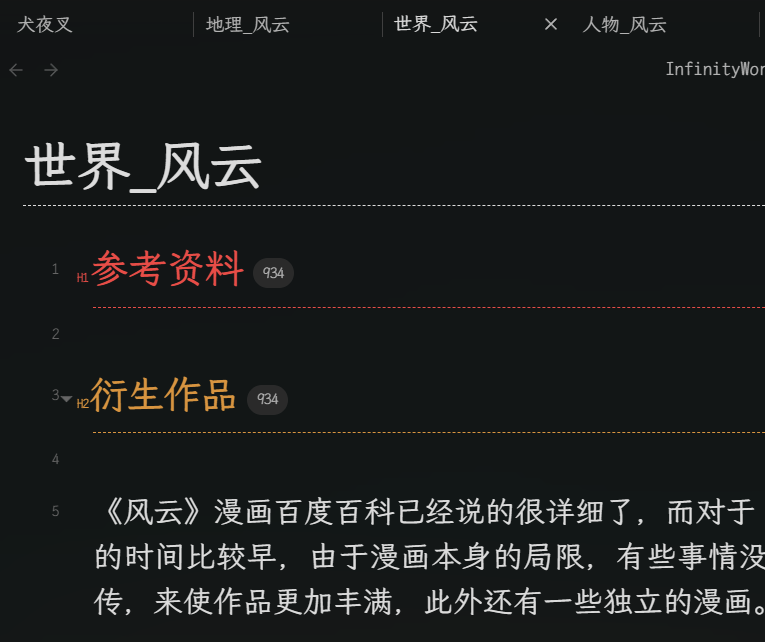 犬夜叉 地理_风云 世界_风云 × 人物_风云
← → InfinityWor
世界_风云
1 H1 参考资料 934
2
3 H2 衍生作品 934
4
5 《风云》漫画百度百科已经说的很详细了，而对于
的时间比较早，由于漫画本身的局限，有些事情没
传，来使作品更加丰满，此外还有一些独立的漫画。